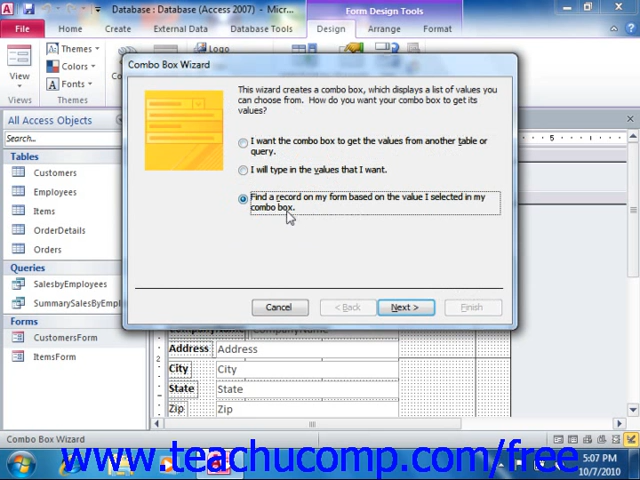 Database : Database (Access 2007) - Micr...
Form Design Tools
File
Home
Create
External Data
Database Tools
Design
Arrange
Format
View
Views
Themes
Colors
Fonts
Themes
Logo
All Access Objects
Search...
Tables
Customers
Employees
Items
OrderDetails
Orders
Queries
SalesbyEmployees
SummarySalesByEmpl
Forms
CustomersForm
ItemsForm
Combo Box Wizard
This wizard creates a combo box, which displays a list of values you
can choose from. How do you want your combo box to get its
values?
I want the combo box to get the values from another table or
query.
I will type in the values that I want.
Find a record on my form based on the value I selected in my
combo box.
Cancel
< Back
Next >
Finish
5
CompanyName CompanyName
Address Address
2
City City
State State
Zip Zip
Combo Box Wizard
www.teachucomp.com/free
5:07 PM
10/7/2010